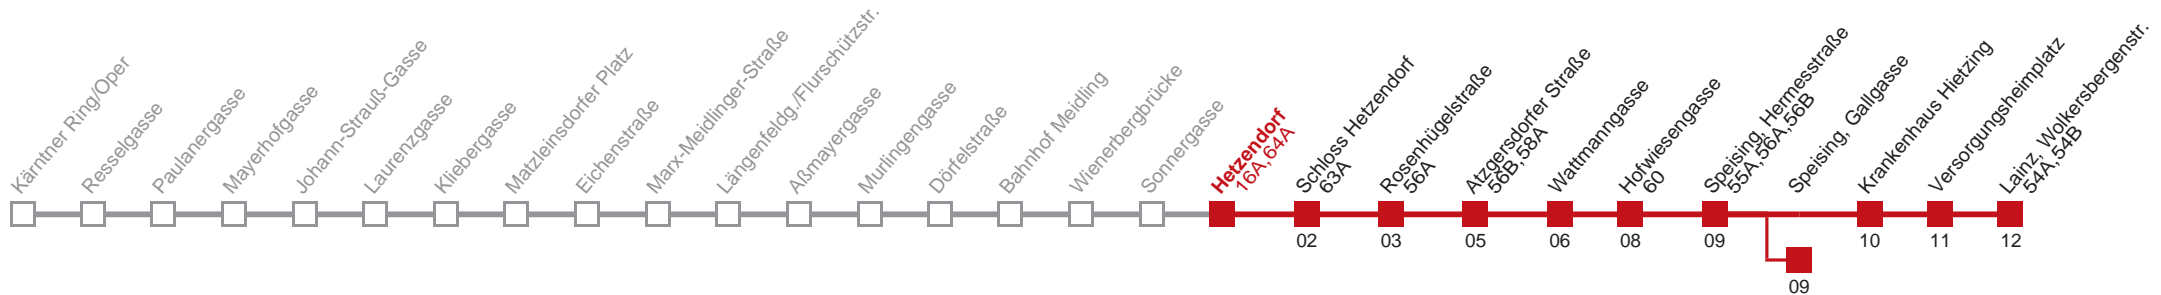 Kärntner Ring/Oper
Resselgasse
Paulanergasse
Mayerhofgasse
Johann-Strauß-Gasse
Laurenzgasse
Kliebergasse
Matzleinsdorfer Platz
Eichenstraße
Marx-Meidlinger-Straße
Längenfeldg./Flurschützstr.
Aßmayergasse
Murlingengasse
Dörfelstraße
Bahnhof Meidling
Wienerbergbrücke
Sonnergasse
Hetzendorf
16A,64A
Schloss Hetzendorf
63A
Rosenhügelstraße
56A
Atzgersdorfer Straße
56B,58A
Wattmanngasse
Hofwiesengasse
60
Speising, Hermesstraße
55A,56A,56B
Speising, Gallgasse
Krankenhaus Hietzing
Versorgungsheimplatz
Lainz, Wolkersbergenstr.
54A,54B
02
03
05
06
08
09
10
11
12
09